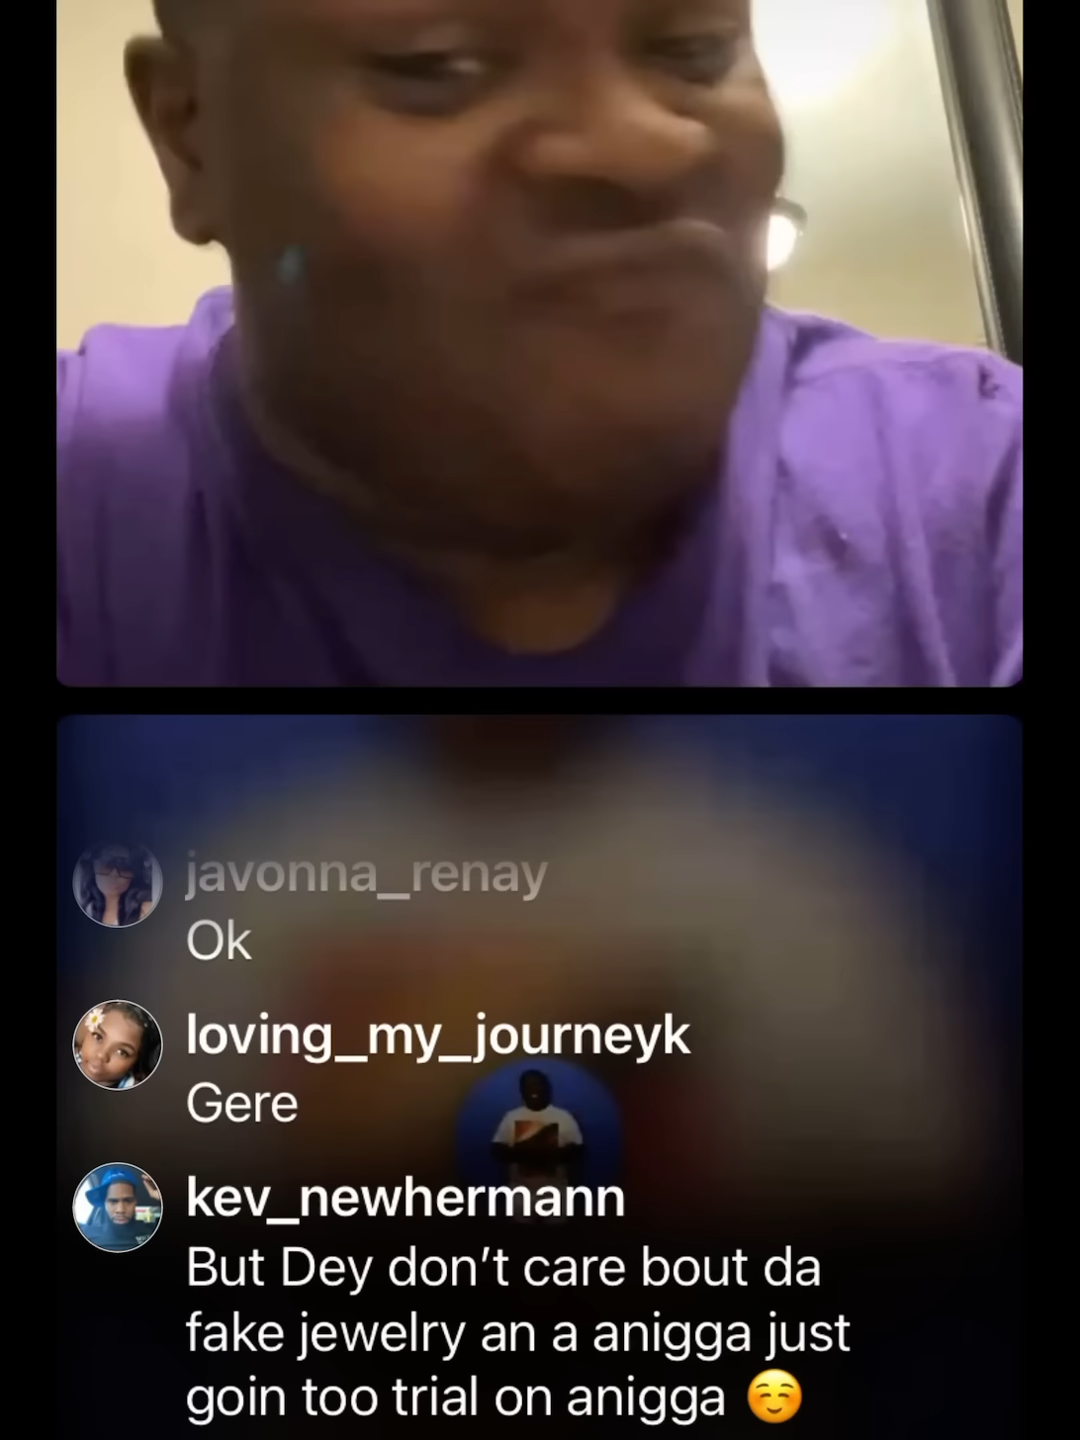 javonna_renay
Ok
loving_my_journeyk
Gere
kev_newhermann
But Dey don’t care bout da
fake jewelry an a anigga just
goin too trial on anigga ☺️